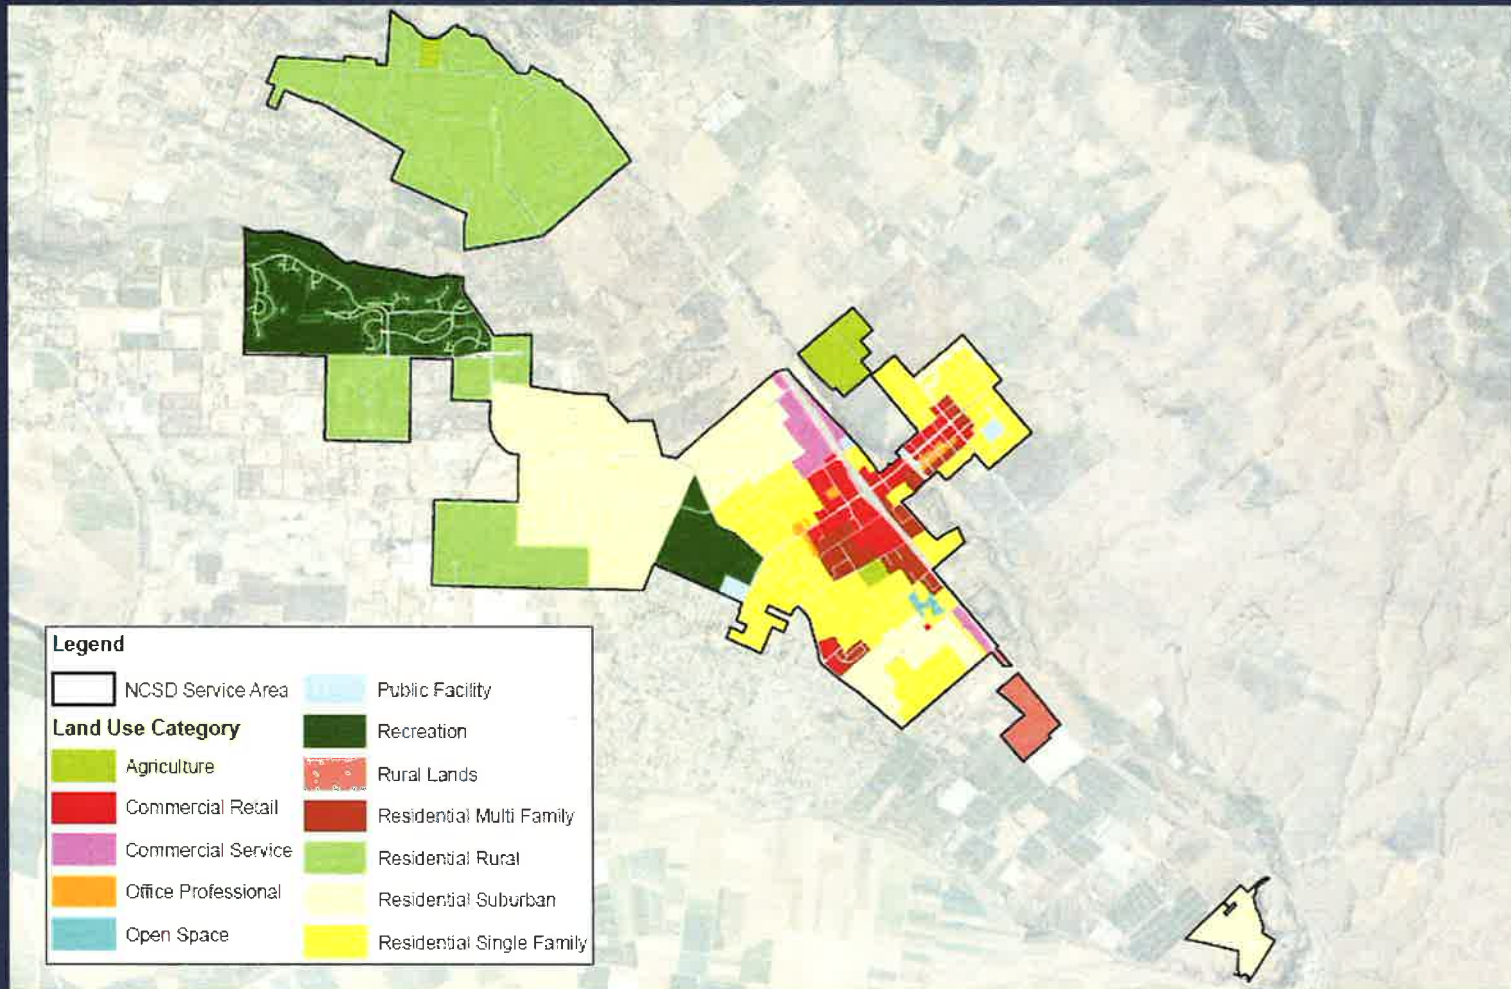 Legend
NCSD Service Area
Land Use Category
Agriculture
Commercial Retail
Commercial Service
Office Professional
Open Space
Public Facility
Recreation
Rural Lands
Residential Multi Family
Residential Rural
Residential Suburban
Residential Single Family